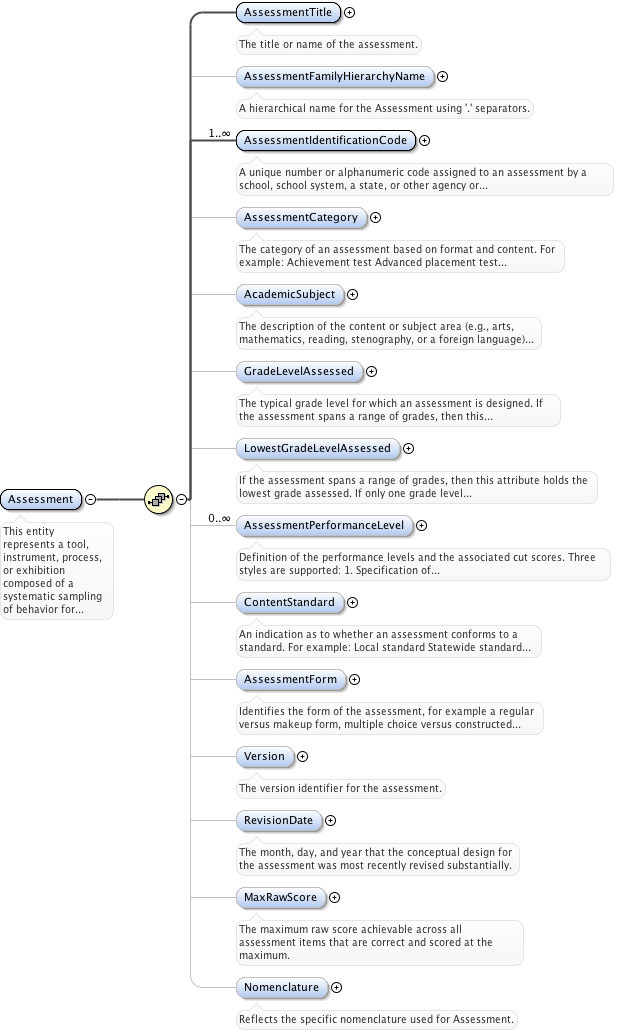 AssessmentTitle
The title or name of the assessment.
AssessmentFamilyHierarchyName
A hierarchical name for the Assessment using '.' separators.
1..∞
AssessmentIdentificationCode
A unique number or alphanumeric code assigned to an assessment by a
school, school system, a state, or other agency or...
AssessmentCategory
The category of an assessment based on format and content. For
example: Achievement test Advanced placement test...
AcademicSubject
The description of the content or subject area (e.g., arts,
mathematics, reading, stenography, or a foreign language)...
GradeLevelAssessed
The typical grade level for which an assessment is designed. If
the assessment spans a range of grades, then this...
LowestGradeLevelAssessed
If the assessment spans a range of grades, then this attribute holds the
lowest grade assessed. If only one grade level...
Assessment
This entity
represents a tool,
instrument, process,
or exhibition
composed of a
systematic sampling
of behavior for...
0..∞
AssessmentPerformanceLevel
Definition of the performance levels and the associated cut scores. Three
styles are supported: 1. Specification of...
ContentStandard
An indication as to whether an assessment conforms to a
standard. For example: Local standard Statewide standard...
AssessmentForm
Identifies the form of the assessment, for example a regular
versus makeup form, multiple choice versus constructed...
Version
The version identifier for the assessment.
RevisionDate
The month, day, and year that the conceptual design for
the assessment was most recently revised substantially.
MaxRawScore
The maximum raw score achievable across all
assessment items that are correct and scored at the
maximum.
Nomenclature
Reflects the specific nomenclature used for Assessment.